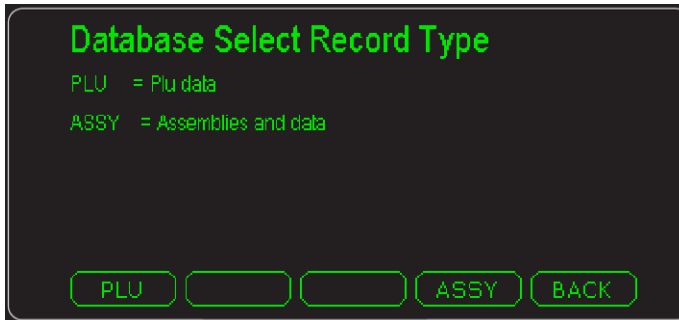 Database Select Record Type
PLU = Plu data
ASSY = Assemblies and data
PLU ASSY BACK